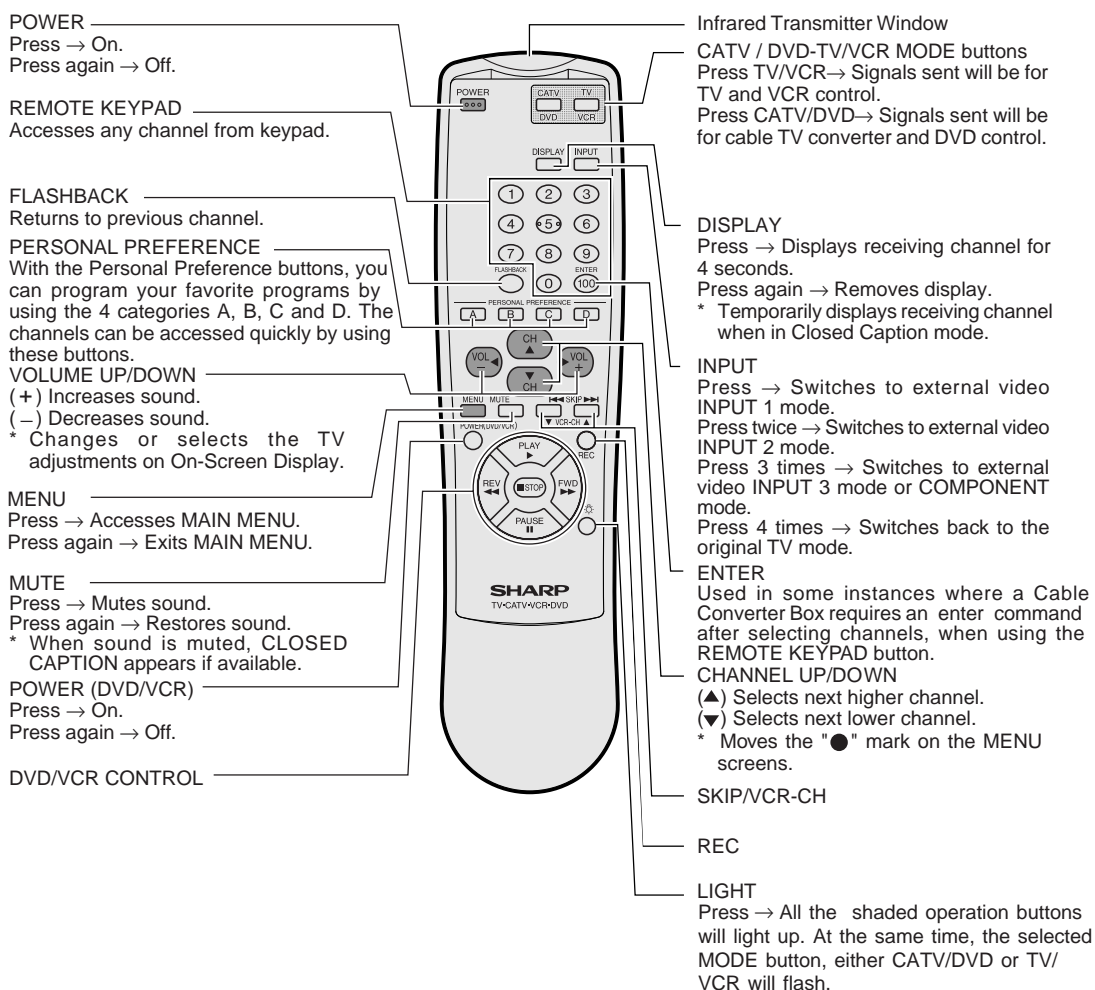 POWER
Press → On.
Press again → Off.
REMOTE KEYPAD
Accesses any channel from keypad.
FLASHBACK
Returns to previous channel.
PERSONAL PREFERENCE
With the Personal Preference buttons, you
can program your favorite programs by
using the 4 categories A, B, C and D. The
channels can be accessed quickly by using
these buttons.
VOLUME UP/DOWN
(+) Increases sound.
(–) Decreases sound.
* Changes or selects the TV
adjustments on On-Screen Display.
MENU
Press → Accesses MAIN MENU.
Press again → Exits MAIN MENU.
MUTE
Press → Mutes sound.
Press again → Restores sound.
* When sound is muted, CLOSED
CAPTION appears if available.
POWER (DVD/VCR)
Press → On.
Press again → Off.
DVD/VCR CONTROL
POWER
CATV TV
DVD VCR
DISPLAY INPUT
1 2 3
4 5 6
7 8 9
FLASHBACK ENTER
0 100
PERSONAL PREFERENCE
A B C D
CH ▲
VOL ◄ –
► VOL +
▼ CH
MENU MUTE ⏮ SKIP ⏭
▼ VCR-CH ▲
POWER(DVD/VCR)
REC
PLAY ►
REV ◄◄
■STOP
FWD ►►
PAUSE ❚❚
SHARP
TV•CATV•VCR•DVD
Infrared Transmitter Window
CATV / DVD-TV/VCR MODE buttons
Press TV/VCR→ Signals sent will be for
TV and VCR control.
Press CATV/DVD→ Signals sent will be
for cable TV converter and DVD control.
DISPLAY
Press → Displays receiving channel for
4 seconds.
Press again → Removes display.
* Temporarily displays receiving channel
when in Closed Caption mode.
INPUT
Press → Switches to external video
INPUT 1 mode.
Press twice → Switches to external video
INPUT 2 mode.
Press 3 times → Switches to external
video INPUT 3 mode or COMPONENT
mode.
Press 4 times → Switches back to the
original TV mode.
ENTER
Used in some instances where a Cable
Converter Box requires an enter command
after selecting channels, when using the
REMOTE KEYPAD button.
CHANNEL UP/DOWN
(▲) Selects next higher channel.
(▼) Selects next lower channel.
* Moves the "●" mark on the MENU
screens.
SKIP/VCR-CH
REC
LIGHT
Press → All the shaded operation buttons
will light up. At the same time, the selected
MODE button, either CATV/DVD or TV/
VCR will flash.